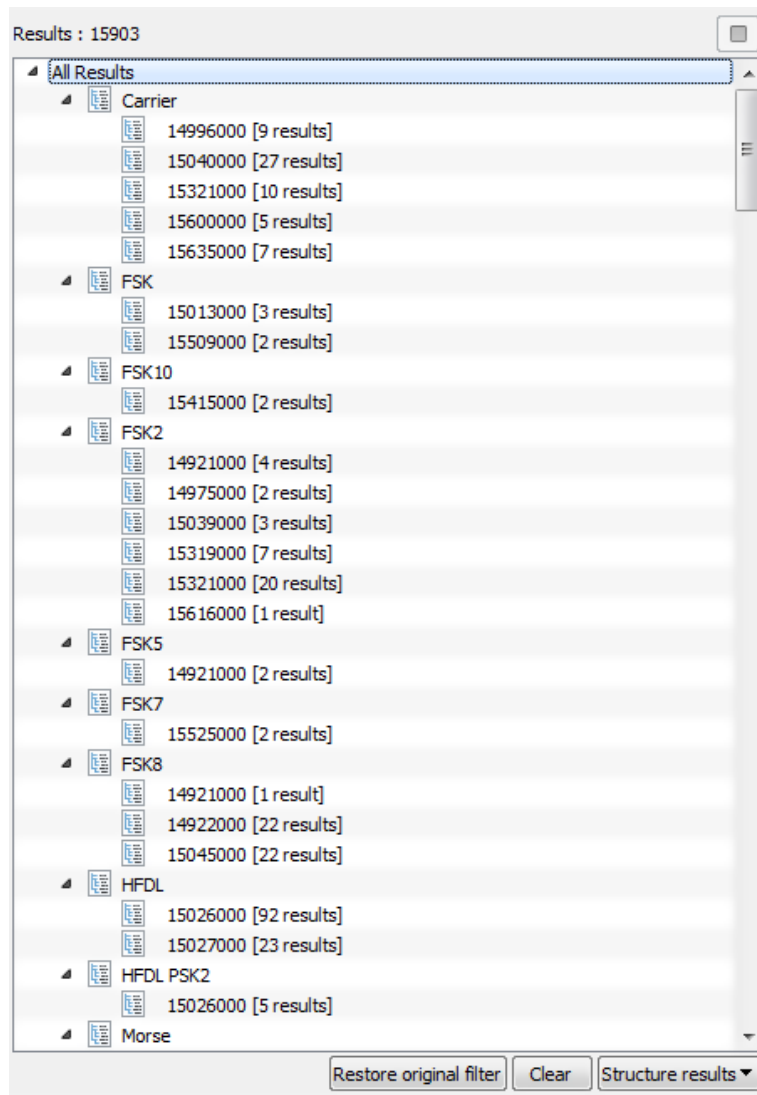 Results : 15903
All Results
Carrier
14996000 [9 results]
15040000 [27 results]
15321000 [10 results]
15600000 [5 results]
15635000 [7 results]
FSK
15013000 [3 results]
15509000 [2 results]
FSK10
15415000 [2 results]
FSK2
14921000 [4 results]
14975000 [2 results]
15039000 [3 results]
15319000 [7 results]
15321000 [20 results]
15616000 [1 result]
FSK5
14921000 [2 results]
FSK7
15525000 [2 results]
FSK8
14921000 [1 result]
14922000 [22 results]
15045000 [22 results]
HFDL
15026000 [92 results]
15027000 [23 results]
HFDL PSK2
15026000 [5 results]
Morse
Restore original filter Clear Structure results